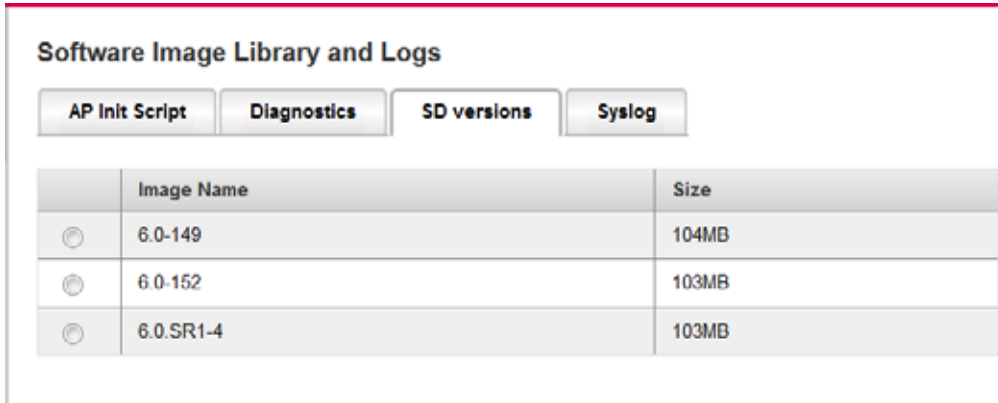 Software Image Library and Logs
AP Init Script Diagnostics SD versions Syslog
Image Name Size
6.0-149 104MB
6.0-152 103MB
6.0.SR1-4 103MB